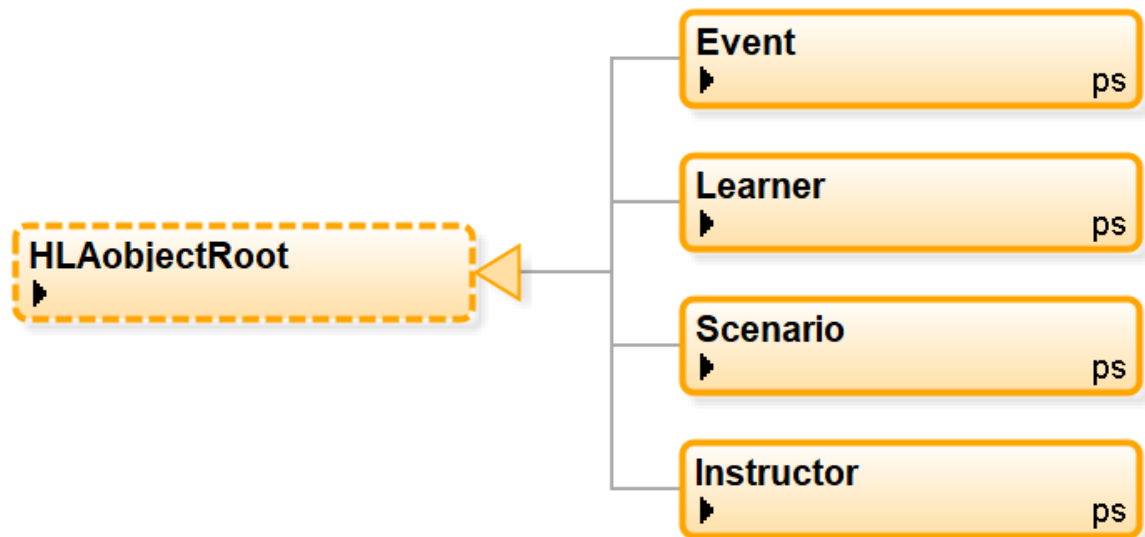 Event
ps
Learner
ps
HLAobjectRoot
Scenario
ps
Instructor
ps